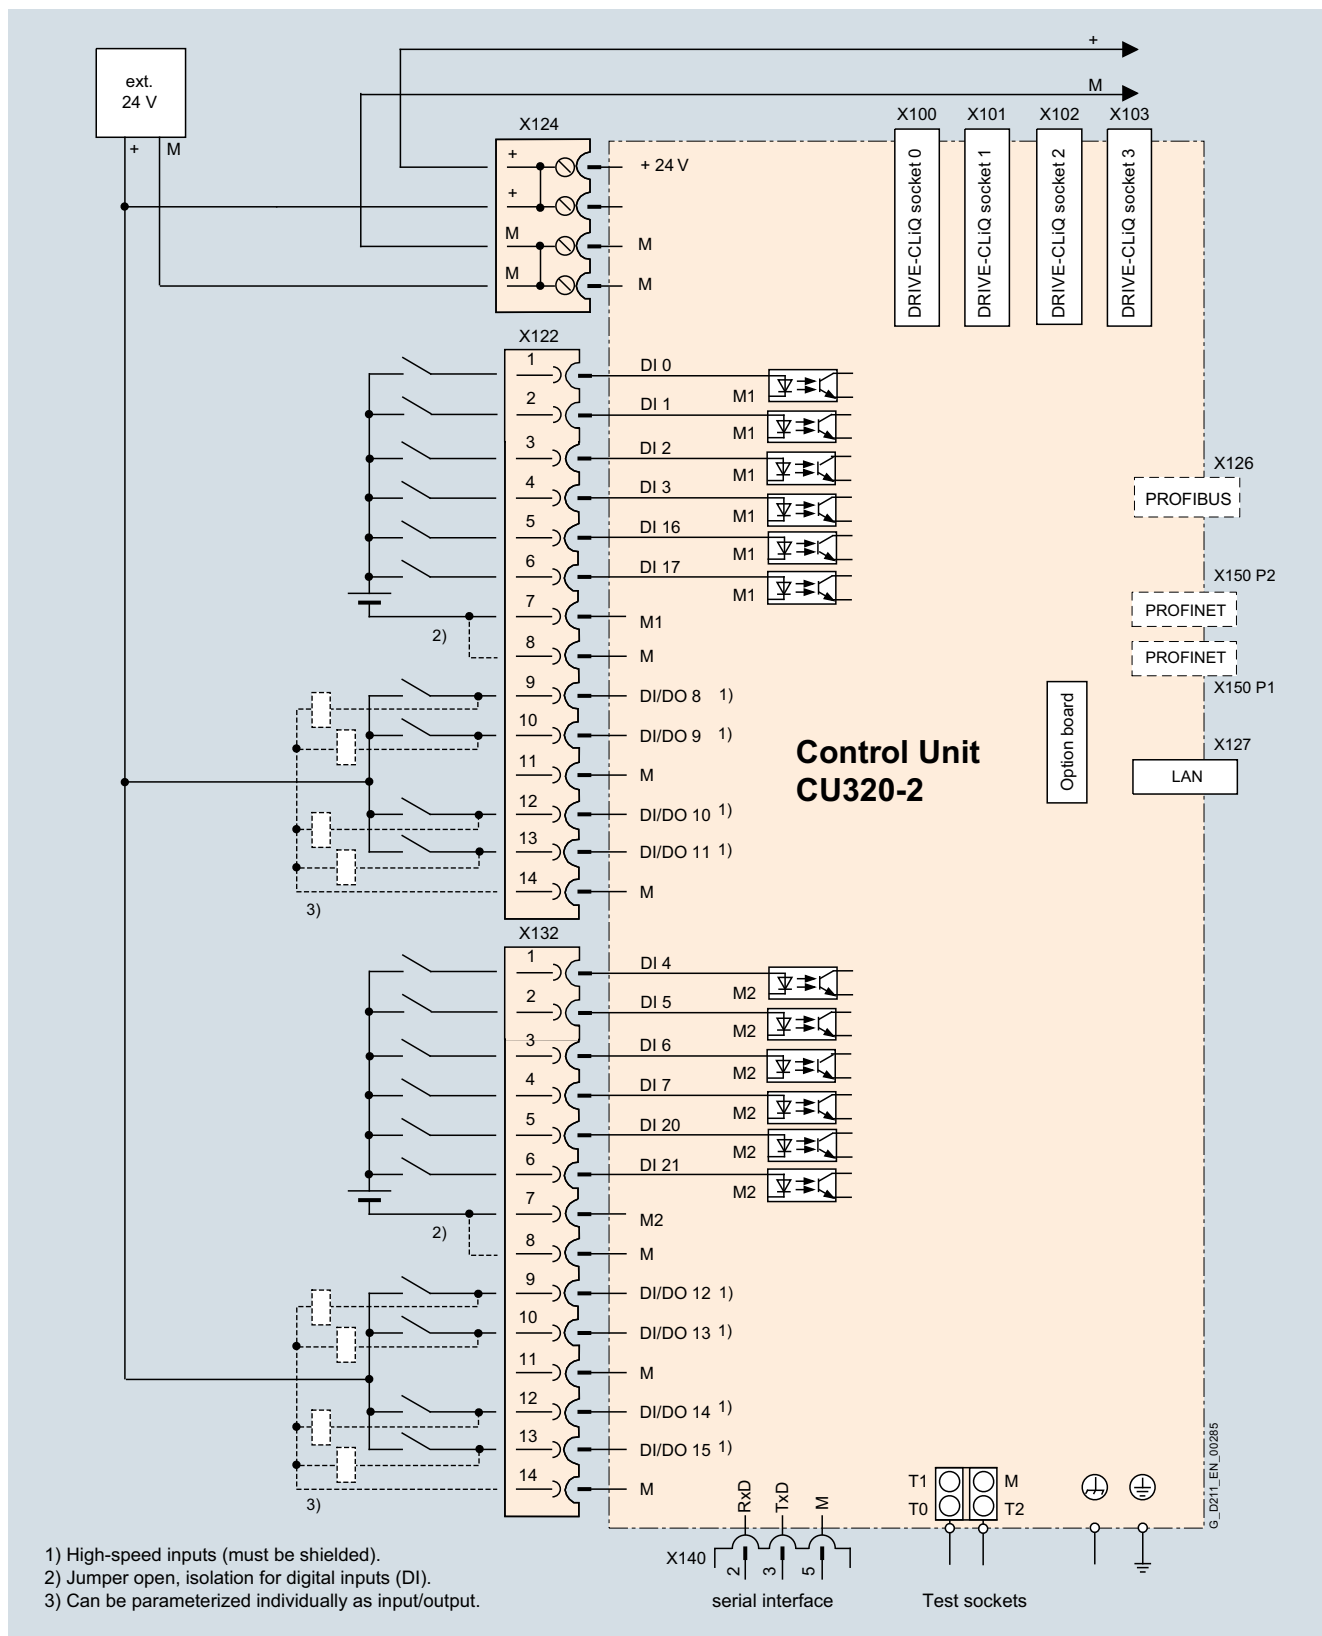 +
ext.
24 V
M
+ M
X124
X100 X101 X102 X103
+ + 24 V
+
M M
M M
DRIVE-CLiQ socket 0
DRIVE-CLiQ socket 1
DRIVE-CLiQ socket 2
DRIVE-CLiQ socket 3
X122
1 DI 0
M1
2 DI 1
M1
3 DI 2
M1
4 DI 3
M1
5 DI 16
M1
6 DI 17
M1
7 M1
2)
8 M
9 DI/DO 8 1)
10 DI/DO 9 1)
11 M
12 DI/DO 10 1)
13 DI/DO 11 1)
14 M
3)
X126
PROFIBUS
X150 P2
PROFINET
PROFINET
X150 P1
Option board
X127
LAN
Control Unit
CU320-2
X132
1 DI 4
M2
2 DI 5
M2
3 DI 6
M2
4 DI 7
M2
5 DI 20
M2
6 DI 21
M2
7 M2
2)
8 M
9 DI/DO 12 1)
10 DI/DO 13 1)
11 M
12 DI/DO 14 1)
13 DI/DO 15 1)
14 M
3)
RxD TxD M
T1 M
T0 T2
G_D211_EN_00285
X140
2 3 5
serial interface Test sockets
1) High-speed inputs (must be shielded).
2) Jumper open, isolation for digital inputs (DI).
3) Can be parameterized individually as input/output.